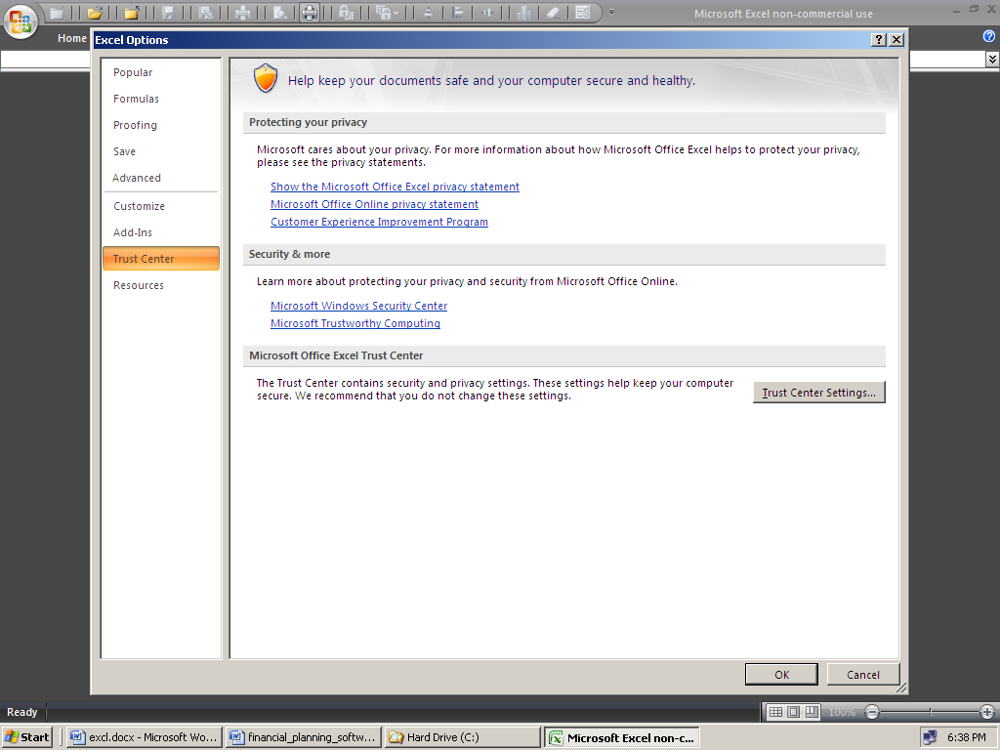 Microsoft Excel non-commercial use
Home
Excel Options
Popular
Formulas
Proofing
Save
Advanced
Customize
Add-Ins
Trust Center
Resources
Help keep your documents safe and your computer secure and healthy.
Protecting your privacy
Microsoft cares about your privacy. For more information about how Microsoft Office Excel helps to protect your privacy,
please see the privacy statements.
Show the Microsoft Office Excel privacy statement
Microsoft Office Online privacy statement
Customer Experience Improvement Program
Security & more
Learn more about protecting your privacy and security from Microsoft Office Online.
Microsoft Windows Security Center
Microsoft Trustworthy Computing
Microsoft Office Excel Trust Center
The Trust Center contains security and privacy settings. These settings help keep your computer
secure. We recommend that you do not change these settings.
Trust Center Settings...
OK
Cancel
Ready
100%
Start
excl.docx - Microsoft Wo...
financial_planning_softw...
Hard Drive (C:)
Microsoft Excel non-c...
6:38 PM